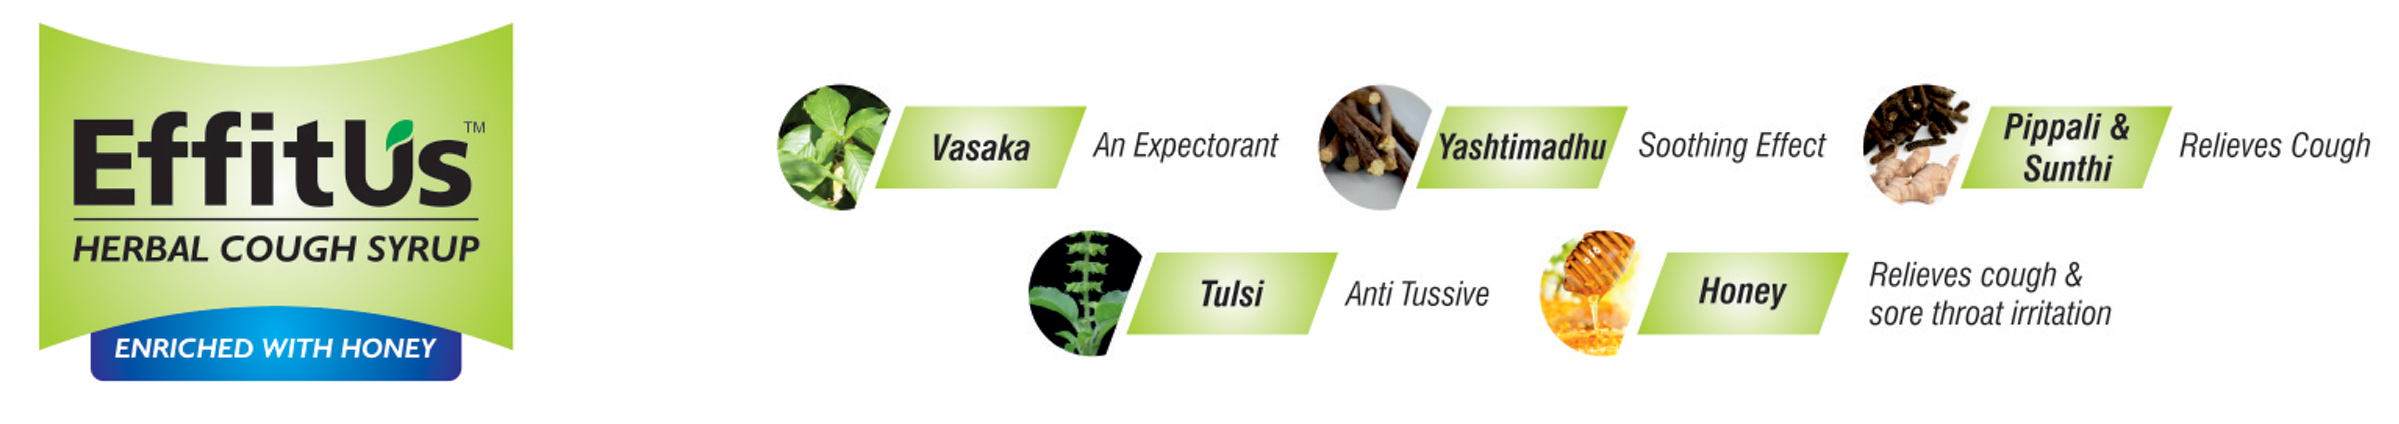 EffitUs™
HERBAL COUGH SYRUP
ENRICHED WITH HONEY
Vasaka
An Expectorant
Yashtimadhu
Soothing Effect
Pippali &
Sunthi
Relieves Cough
Tulsi
Anti Tussive
Honey
Relieves cough &
sore throat irritation